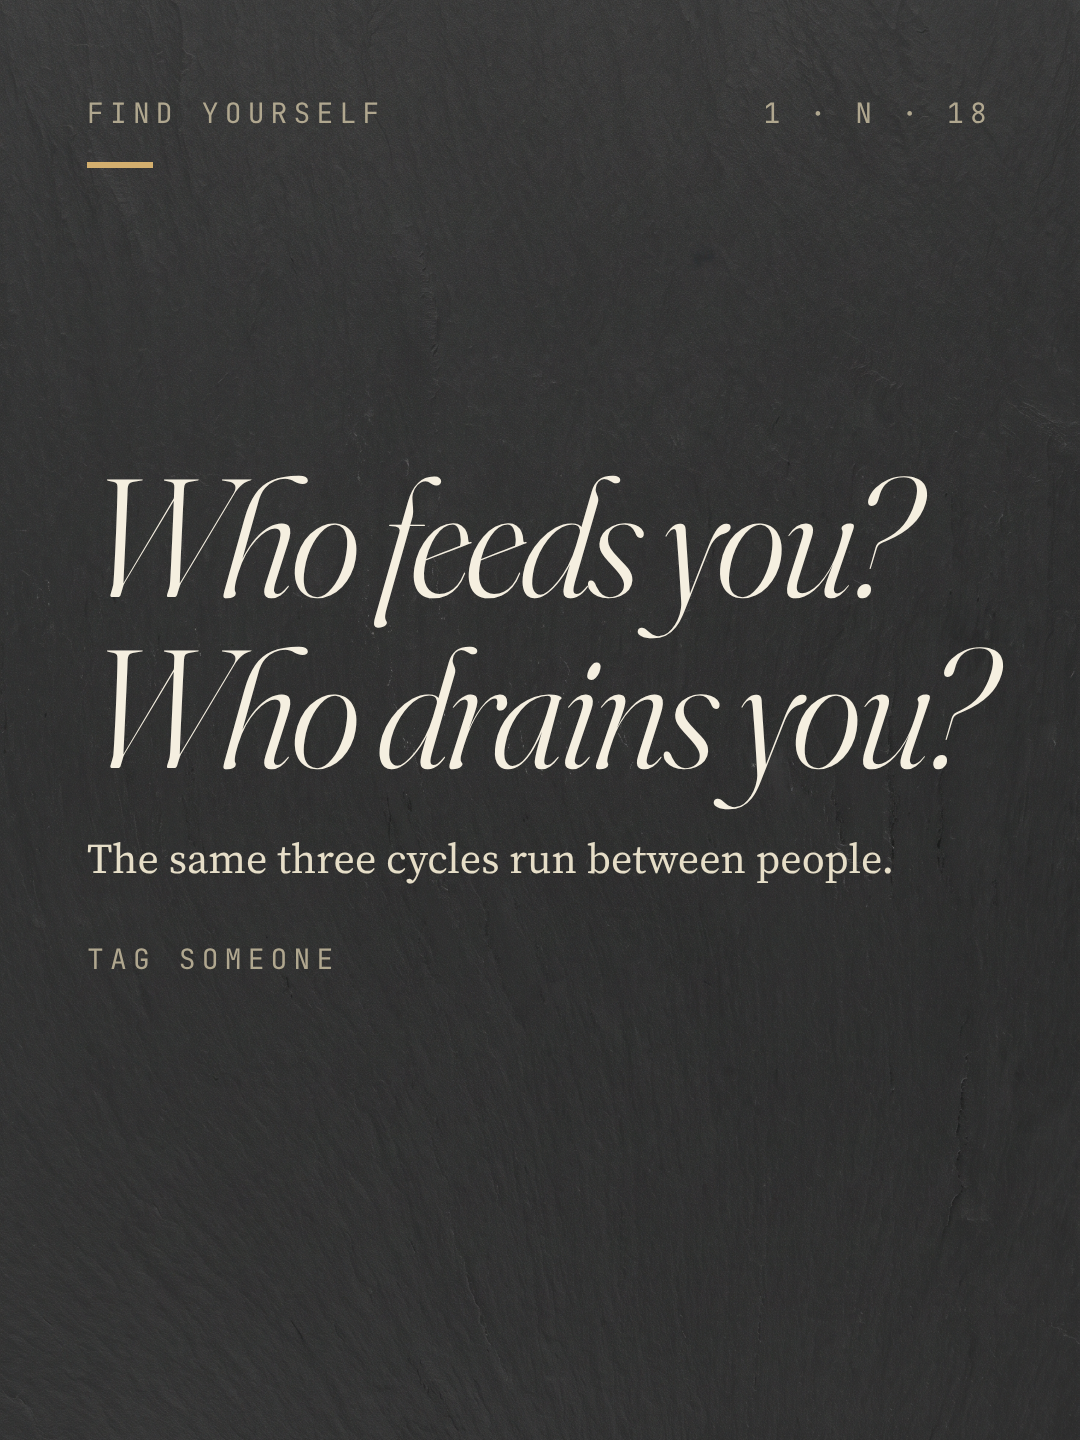 FIND YOURSELF
1 · N · 18
Who feeds you?
Who drains you?
The same three cycles run between people.
TAG SOMEONE